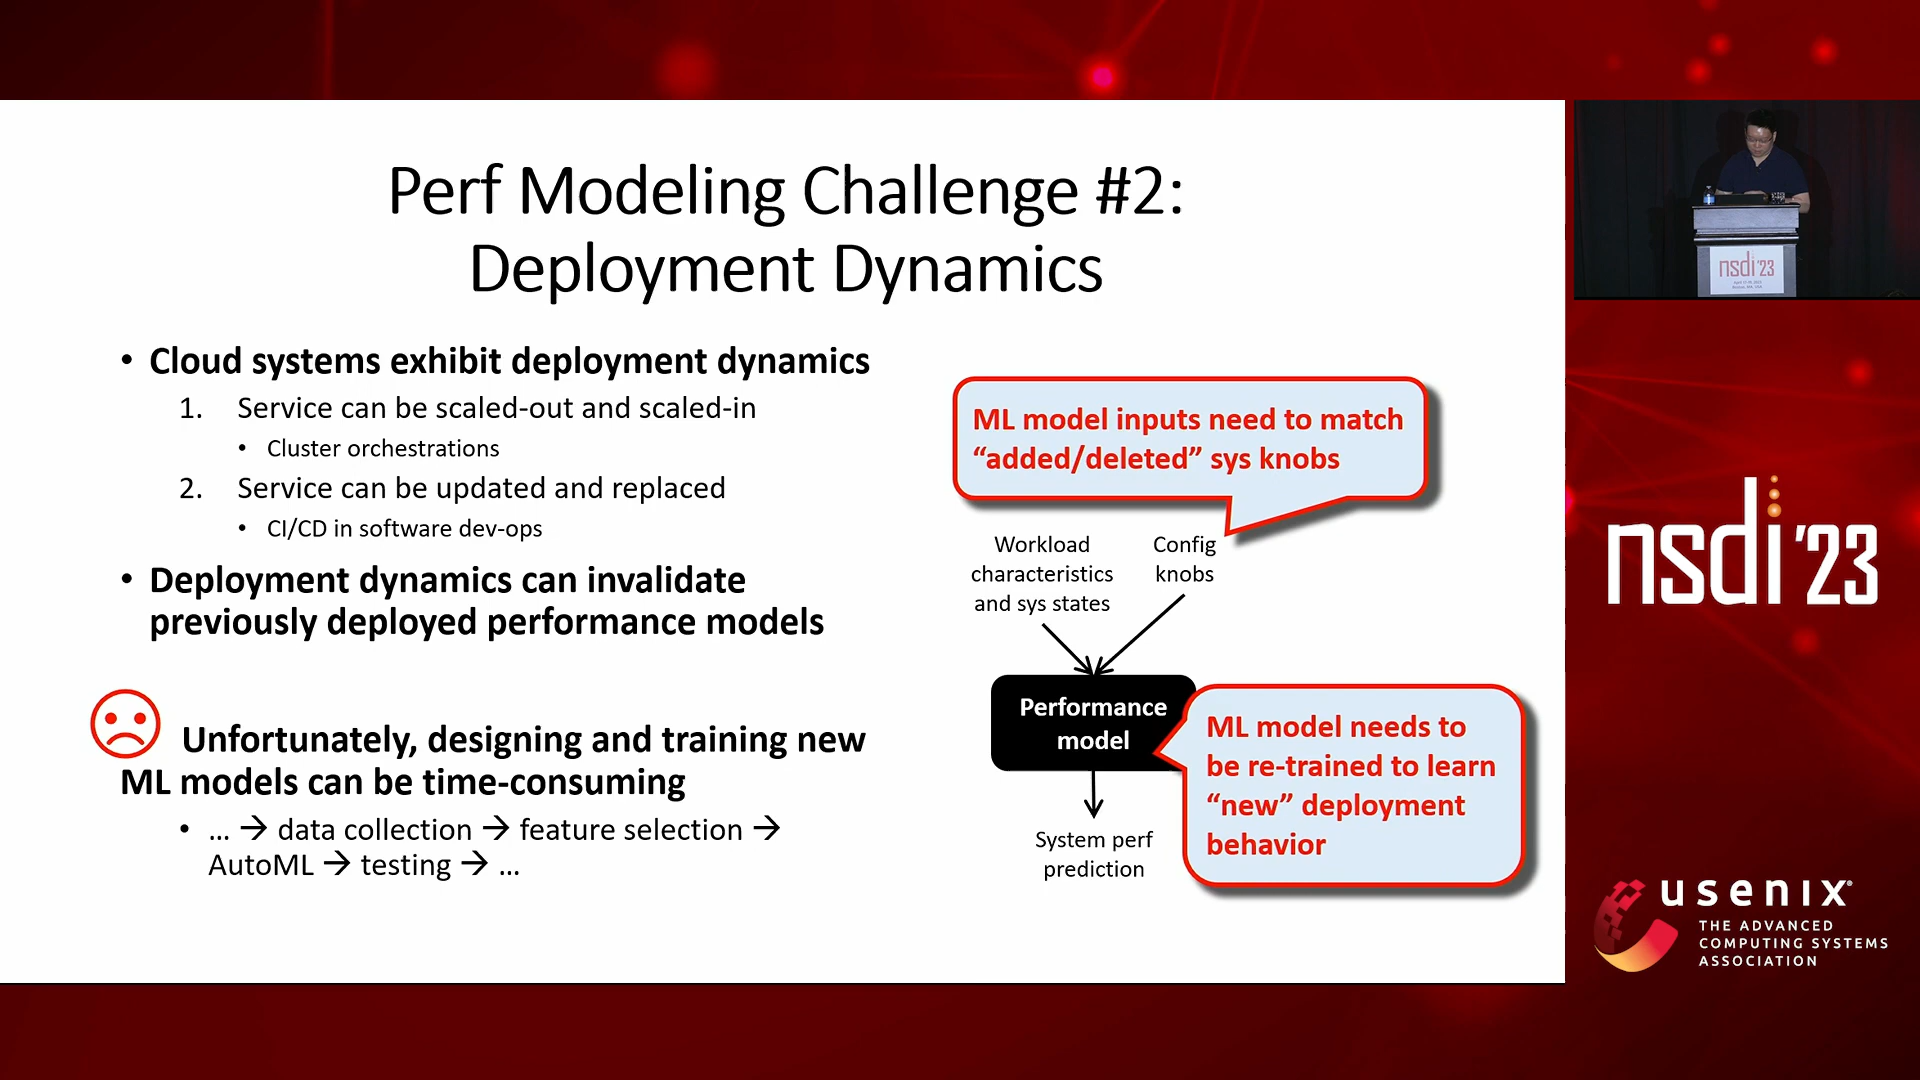 Perf Modeling Challenge #2:
Deployment Dynamics
• Cloud systems exhibit deployment dynamics
1. Service can be scaled-out and scaled-in
• Cluster orchestrations
2. Service can be updated and replaced
• CI/CD in software dev-ops
• Deployment dynamics can invalidate
previously deployed performance models
Unfortunately, designing and training new
ML models can be time-consuming
• … → data collection → feature selection →
AutoML → testing → …
ML model inputs need to match
“added/deleted” sys knobs
Workload
characteristics
and sys states
Config
knobs
Performance
model
ML model needs to
be re-trained to learn
“new” deployment
behavior
System perf
prediction
nsdi '23
nsdi '23
usenix®
THE ADVANCED
COMPUTING SYSTEMS
ASSOCIATION